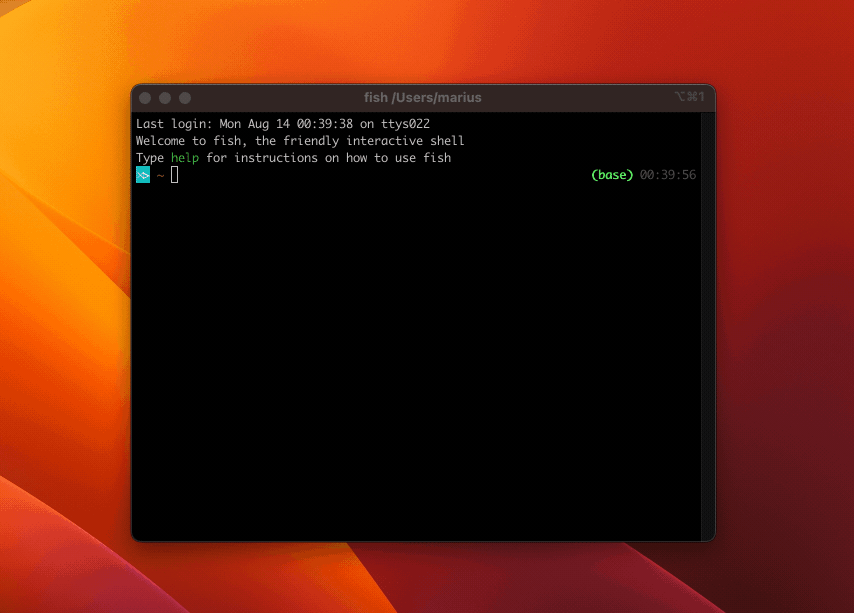 fish /Users/marius ⌥⌘1
Last login: Mon Aug 14 00:39:38 on ttys022
Welcome to fish, the friendly interactive shell
Type help for instructions on how to use fish
⋊> ~ (base) 00:39:56